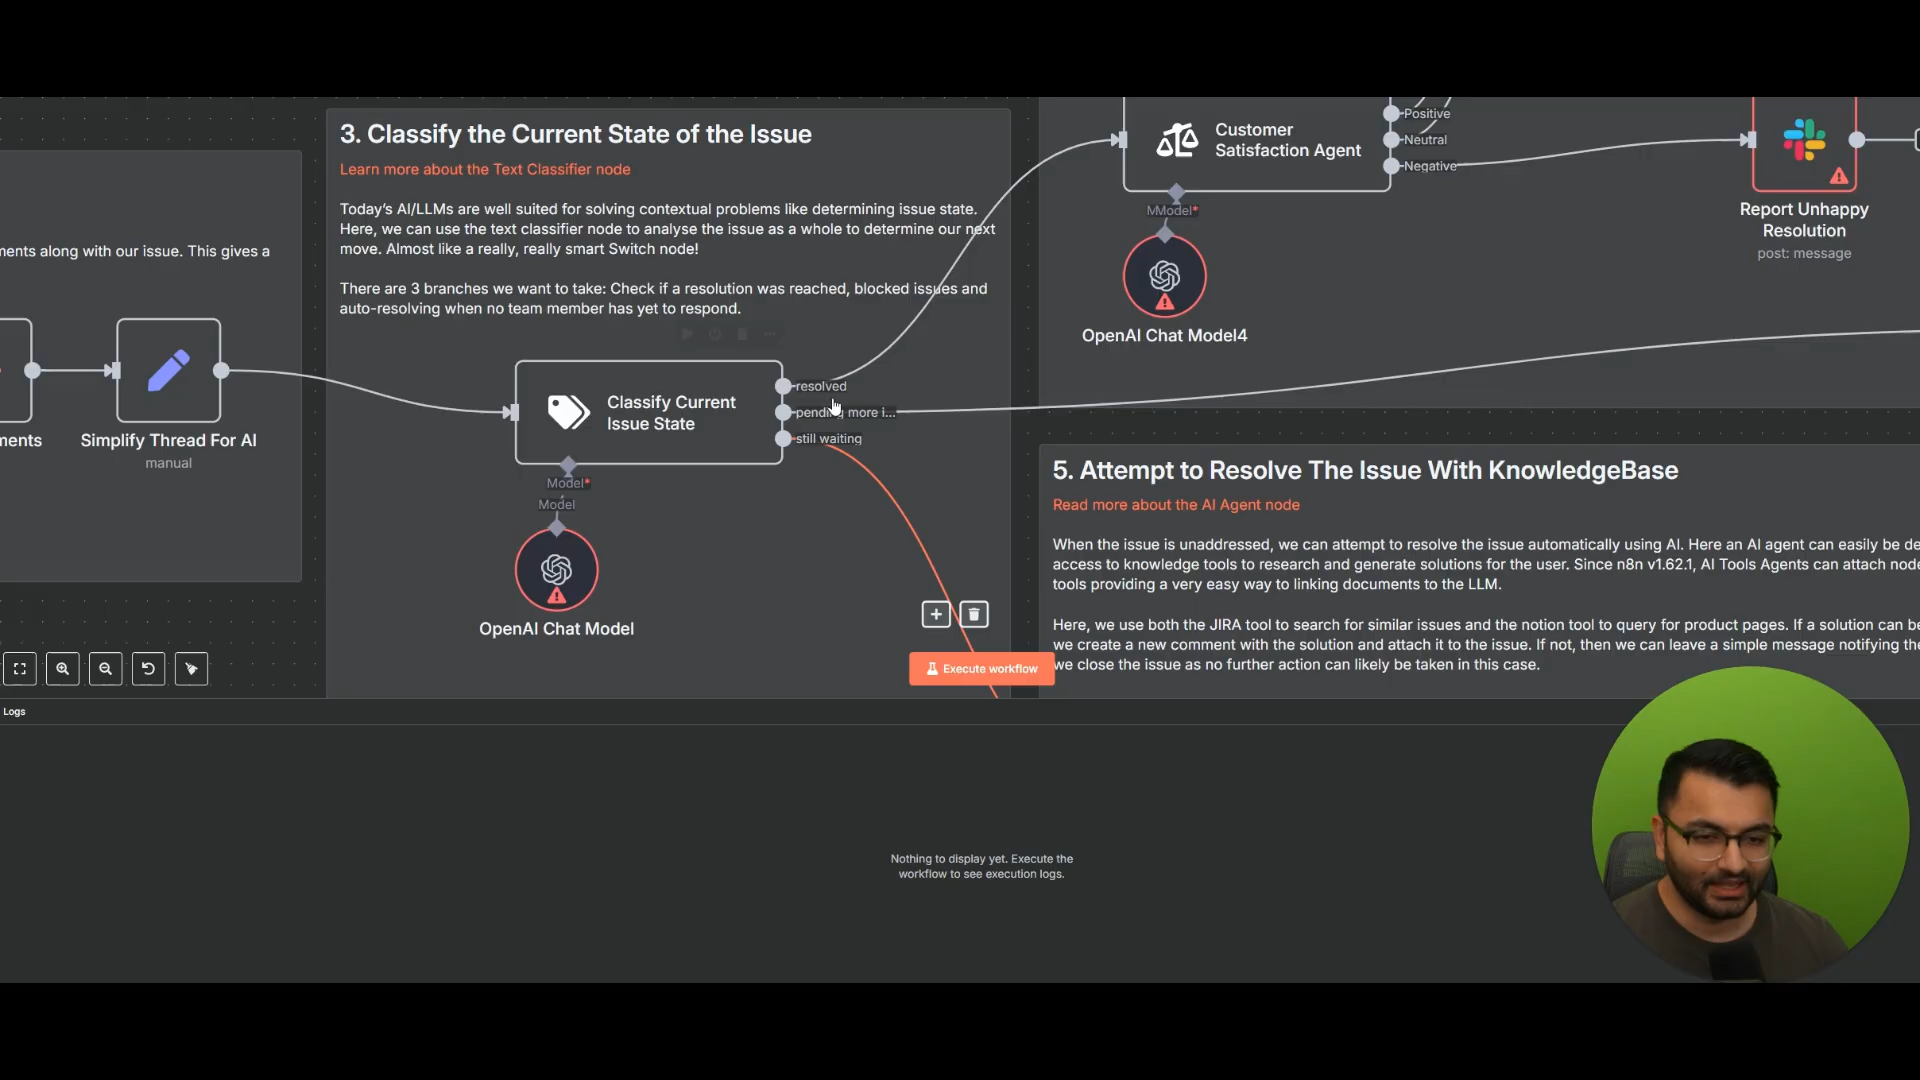 3. Classify the Current State of the Issue
Learn more about the Text Classifier node
Today's AI/LLMs are well suited for solving contextual problems like determining issue state.
Here, we can use the text classifier node to analyse the issue as a whole to determine our next
move. Almost like a really, really smart Switch node!
There are 3 branches we want to take: Check if a resolution was reached, blocked issues and
auto-resolving when no team member has yet to respond.
ments along with our issue. This gives a
ments
Simplify Thread For AI
manual
Classify Current
Issue State
resolved
pending more i...
still waiting
Model*
Model
OpenAI Chat Model
Customer
Satisfaction Agent
Positive
Neutral
Negative
Model*
OpenAI Chat Model4
Report Unhappy
Resolution
post: message
5. Attempt to Resolve The Issue With KnowledgeBase
Read more about the AI Agent node
When the issue is unaddressed, we can attempt to resolve the issue automatically using AI. Here an AI agent can easily be de
access to knowledge tools to research and generate solutions for the user. Since n8n v1.62.1, AI Tools Agents can attach node
tools providing a very easy way to linking documents to the LLM.
Here, we use both the JIRA tool to search for similar issues and the notion tool to query for product pages. If a solution can be
we create a new comment with the solution and attach it to the issue. If not, then we can leave a simple message notifying the
we close the issue as no further action can likely be taken in this case.
Execute workflow
Logs
Nothing to display yet. Execute the
workflow to see execution logs.